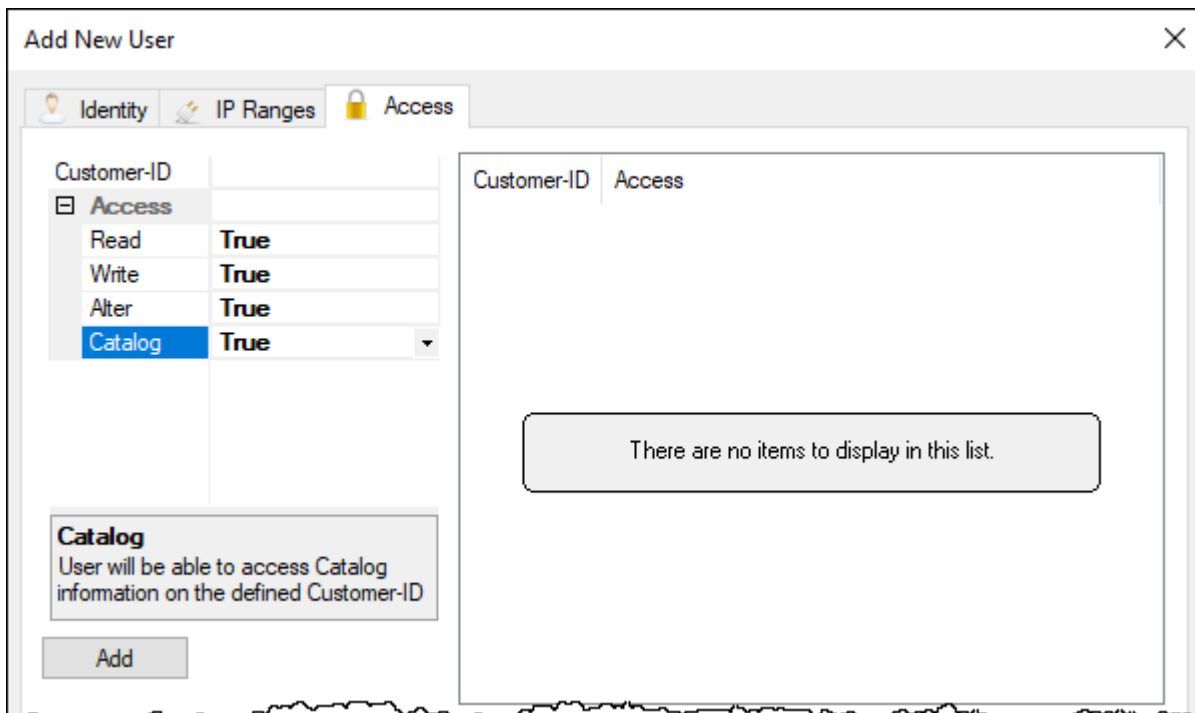 Add New User
Identity IP Ranges Access
Customer-ID
Access
Read True
Write True
Alter True
Catalog True
Catalog
User will be able to access Catalog
information on the defined Customer-ID
Add
Customer-ID Access
There are no items to display in this list.